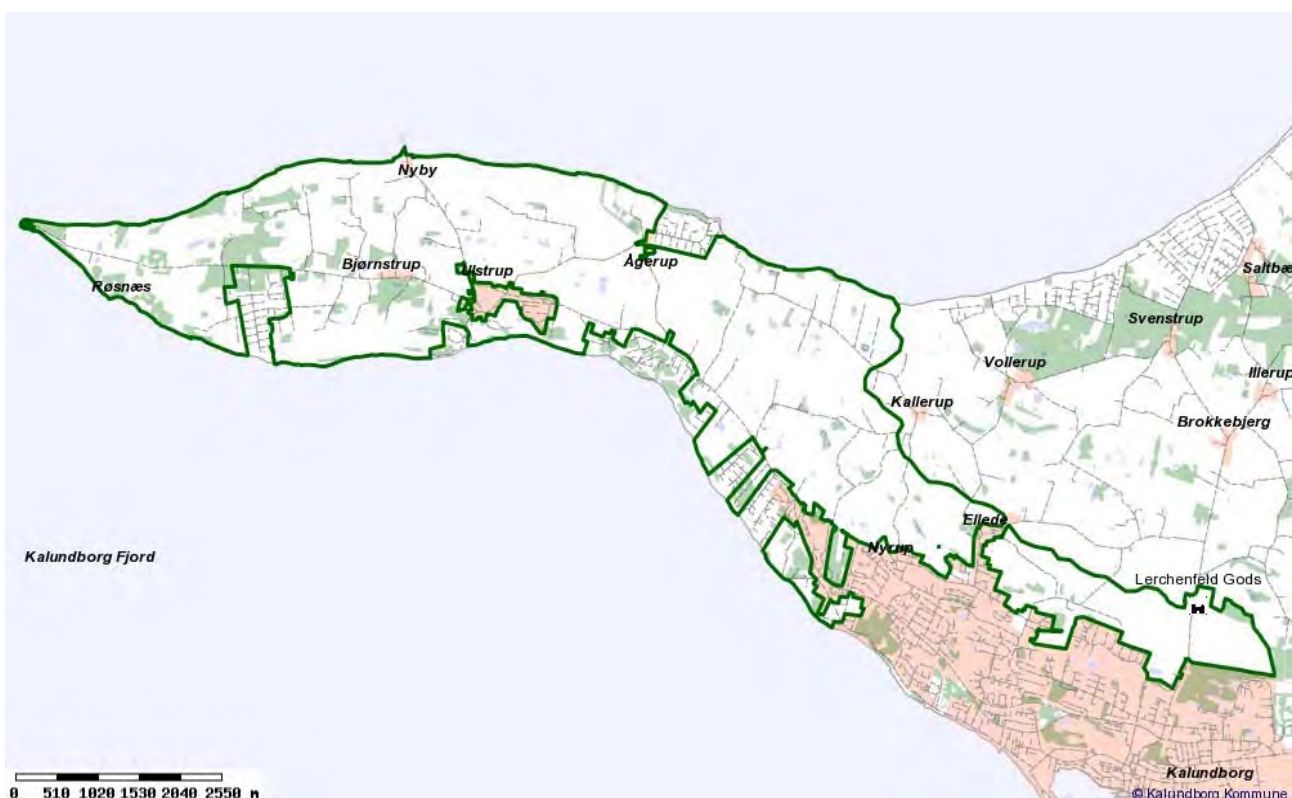 Nyby
Bjørnstrup
Ulstrup
Ågerup
Røsnæs
Saltbæ
Svenstrup
Vollerup
Illerup
Kallerup
Brokkebjerg
Ellede
Nyrup
Kalundborg Fjord
Lerchenfeld Gods
Kalundborg
0 510 1020 1530 2040 2550 m
© Kalundborg Kommune